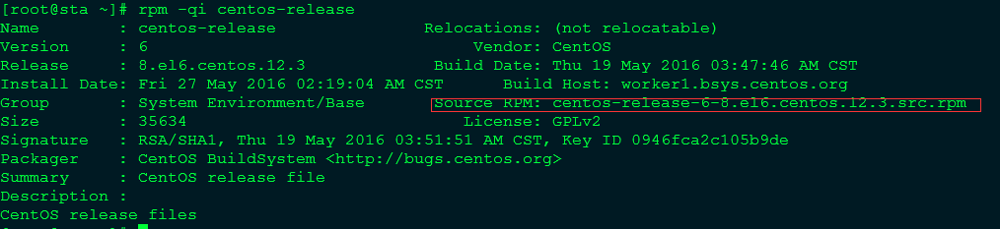 [root@sta ~]# rpm -qi centos-release
Name        : centos-release               Relocations: (not relocatable)
Version     : 6                                 Vendor: CentOS
Release     : 8.el6.centos.12.3             Build Date: Thu 19 May 2016 03:47:46 AM CST
Install Date: Fri 27 May 2016 02:19:04 AM CST      Build Host: worker1.bsys.centos.org
Group       : System Environment/Base       Source RPM: centos-release-6-8.el6.centos.12.3.src.rpm
Size        : 35634                            License: GPLv2
Signature   : RSA/SHA1, Thu 19 May 2016 03:51:51 AM CST, Key ID 0946fca2c105b9de
Packager    : CentOS BuildSystem <http://bugs.centos.org>
Summary     : CentOS release file
Description :
CentOS release files